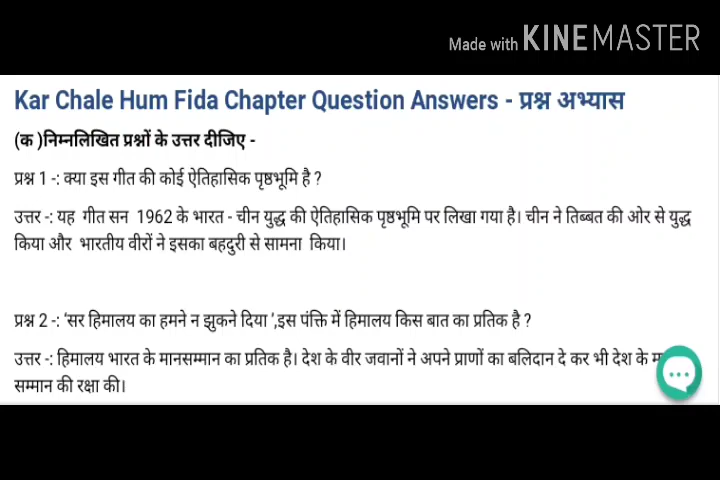 Made with KINEMASTER
Kar Chale Hum Fida Chapter Question Answers - प्रश्न अभ्यास
(क )निम्नलिखित प्रश्नों के उत्तर दीजिए -
प्रश्न 1 -: क्या इस गीत की कोई ऐतिहासिक पृष्ठभूमि है ?
उत्तर -: यह गीत सन 1962 के भारत - चीन युद्ध की ऐतिहासिक पृष्ठभूमि पर लिखा गया है। चीन ने तिब्बत की ओर से युद्ध
किया और भारतीय वीरों ने इसका बहदुरी से सामना किया।
प्रश्न 2 -: ‘सर हिमालय का हमने न झुकने दिया ’,इस पंक्ति में हिमालय किस बात का प्रतिक है ?
उत्तर -: हिमालय भारत के मानसम्मान का प्रतिक है। देश के वीर जवानों ने अपने प्राणों का बलिदान दे कर भी देश के
सम्मान की रक्षा की।